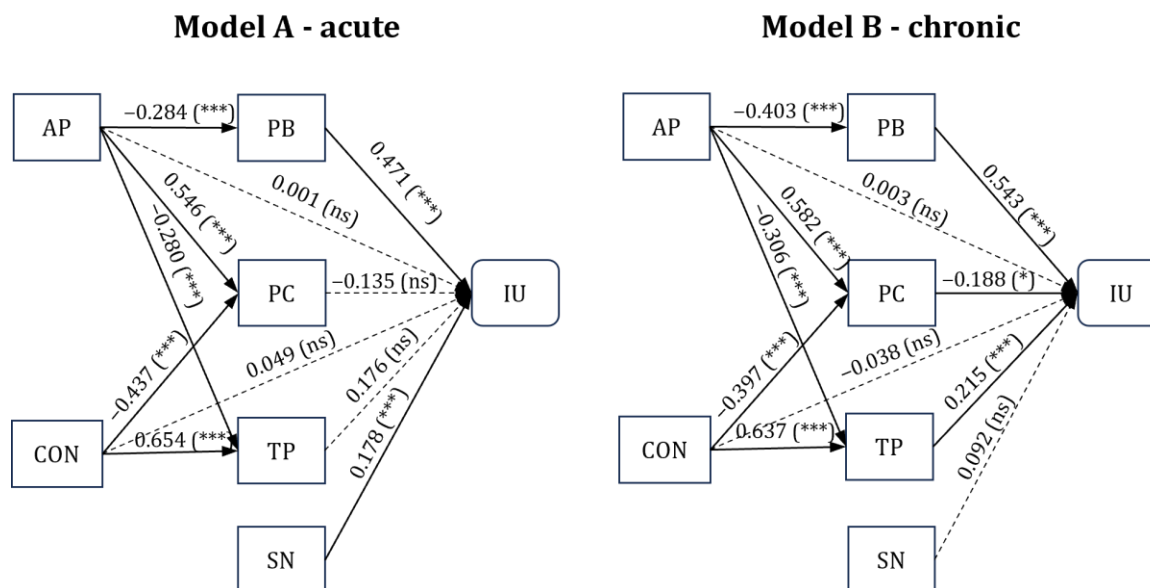 Model A - acute
AP
−0.284 (***)
PB
0.471 (***)
0.001 (ns)
0.546 (***)
−0.280 (***)
PC
−0.135 (ns)
IU
−0.437 (***)
0.049 (ns)
0.176 (ns)
0.178 (***)
CON
0.654 (***)
TP
SN
Model B - chronic
AP
−0.403 (***)
PB
0.543 (***)
0.003 (ns)
0.582 (***)
−0.306 (***)
PC
−0.188 (*)
IU
−0.397 (***)
−0.038 (ns)
0.215 (***)
0.092 (ns)
CON
0.637 (***)
TP
SN